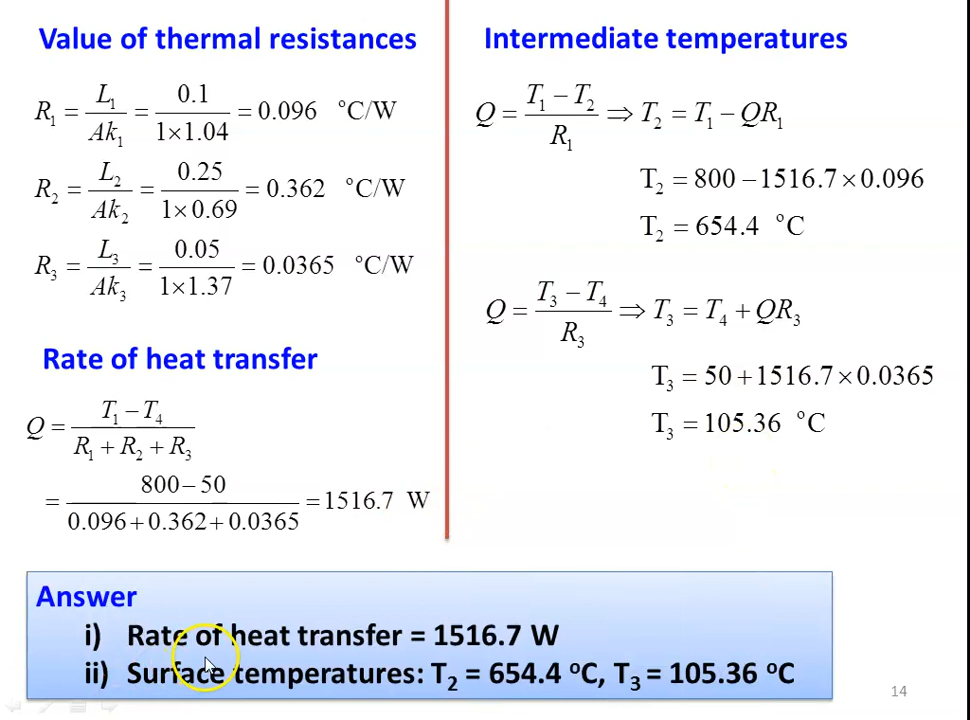 Value of thermal resistances
R₁ = L₁ / Ak₁ = 0.1 / 1×1.04 = 0.096 °C/W
R₂ = L₂ / Ak₂ = 0.25 / 1×0.69 = 0.362 °C/W
R₃ = L₃ / Ak₃ = 0.05 / 1×1.37 = 0.0365 °C/W
Rate of heat transfer
Q = T₁ − T₄ / R₁ + R₂ + R₃
= 800 − 50 / 0.096 + 0.362 + 0.0365 = 1516.7 W
Intermediate temperatures
Q = T₁ − T₂ / R₁ ⇒ T₂ = T₁ − QR₁
T₂ = 800 − 1516.7 × 0.096
T₂ = 654.4 °C
Q = T₃ − T₄ / R₃ ⇒ T₃ = T₄ + QR₃
T₃ = 50 + 1516.7 × 0.0365
T₃ = 105.36 °C
Answer
i) Rate of heat transfer = 1516.7 W
ii) Surface temperatures: T₂ = 654.4 °C, T₃ = 105.36 °C
14